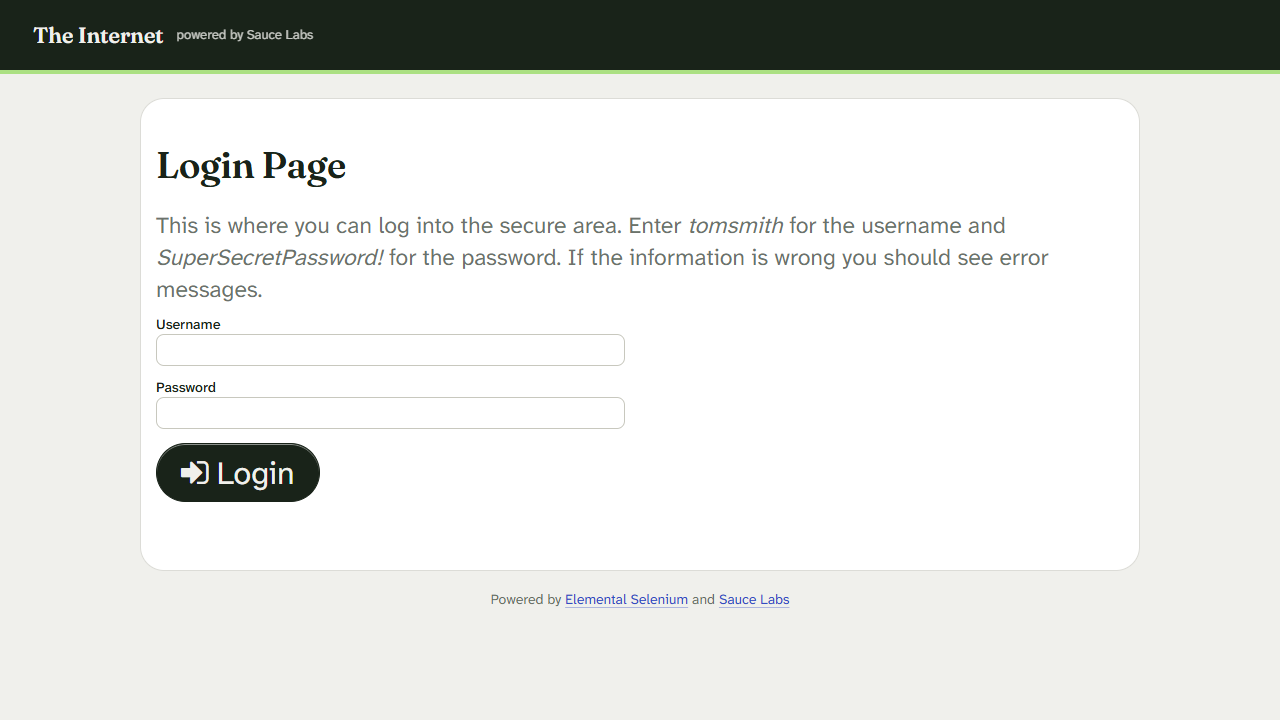 The Internet powered by Sauce Labs
Login Page
This is where you can log into the secure area. Enter tomsmith for the username and
SuperSecretPassword! for the password. If the information is wrong you should see error
messages.
Username
Password
Login
Powered by Elemental Selenium and Sauce Labs